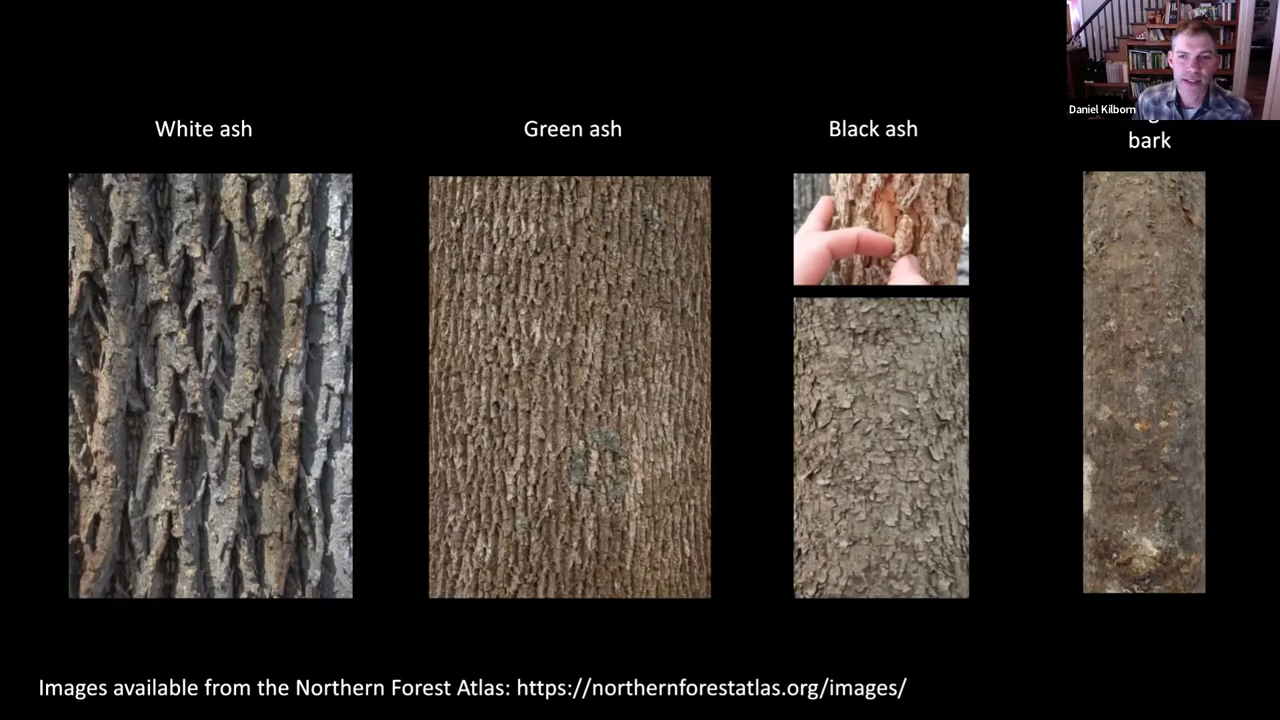 Daniel Kilborn
White ash
Green ash
Black ash
bark
Images available from the Northern Forest Atlas: https://northernforestatlas.org/images/